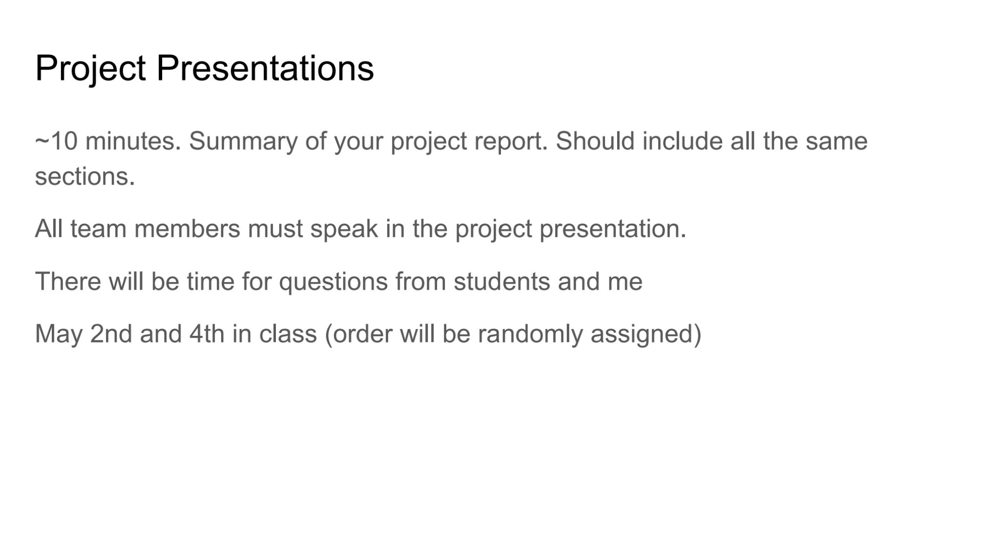 Project Presentations
~10 minutes. Summary of your project report. Should include all the same
sections.
All team members must speak in the project presentation.
There will be time for questions from students and me
May 2nd and 4th in class (order will be randomly assigned)